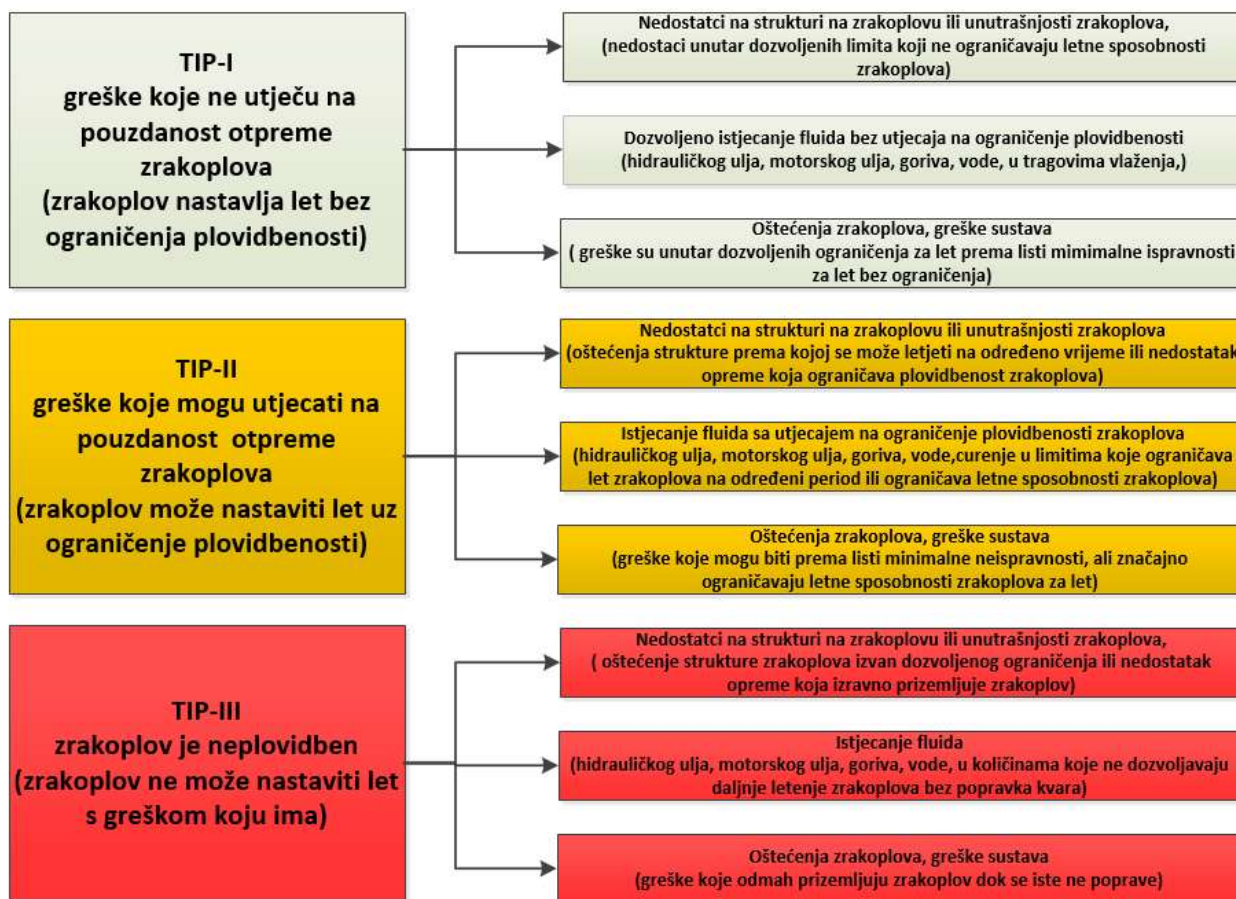 TIP-I
greške koje ne utječu na
pouzdanost otpreme
zrakoplova
(zrakoplov nastavlja let bez
ograničenja plovidbenosti)
Nedostatci na strukturi na zrakoplovu ili unutrašnjosti zrakoplova,
(nedostaci unutar dozvoljenih limita koji ne ograničavaju letne sposobnosti
zrakoplova)
Dozvoljeno istjecanje fluida bez utjecaja na ograničenje plovidbenosti
(hidrauličkog ulja, motorskog ulja, goriva, vode, u tragovima vlaženja,)
Oštećenja zrakoplova, greške sustava
( greške su unutar dozvoljenih ograničenja za let prema listi mimimalne ispravnosti
za let bez ograničenja)
TIP-II
greške koje mogu utjecati na
pouzdanost otpreme
zrakoplova
(zrakoplov može nastaviti let uz
ograničenje plovidbenosti)
Nedostatci na strukturi na zrakoplovu ili unutrašnjosti zrakoplova
(oštećenja strukture prema kojoj se može letjeti na određeno vrijeme ili nedostatak
opreme koja ograničava plovidbenost zrakoplova)
Istjecanje fluida sa utjecajem na ograničenje plovidbenosti zrakoplova
(hidrauličkog ulja, motorskog ulja, goriva, vode,curenje u limitima koje ograničava
let zrakoplova na određeni period ili ograničava letne sposobnosti zrakoplova)
Oštećenja zrakoplova, greške sustava
(greške koje mogu biti prema listi minimalne neispravnosti, ali značajno
ograničavaju letne sposobnosti zrakoplova za let)
TIP-III
zrakoplov je neplovidben
(zrakoplov ne može nastaviti let
s greškom koju ima)
Nedostatci na strukturi na zrakoplovu ili unutrašnjosti zrakoplova,
( oštećenje strukture zrakoplova izvan dozvoljenog ograničenja ili nedostatak
opreme koja izravno prizemljuje zrakoplov)
Istjecanje fluida
(hidrauličkog ulja, motorskog ulja, goriva, vode, u količinama koje ne dozvoljavaju
daljnje letenje zrakoplova bez popravka kvara)
Oštećenja zrakoplova, greške sustava
(greške koje odmah prizemljuju zrakoplov dok se iste ne poprave)